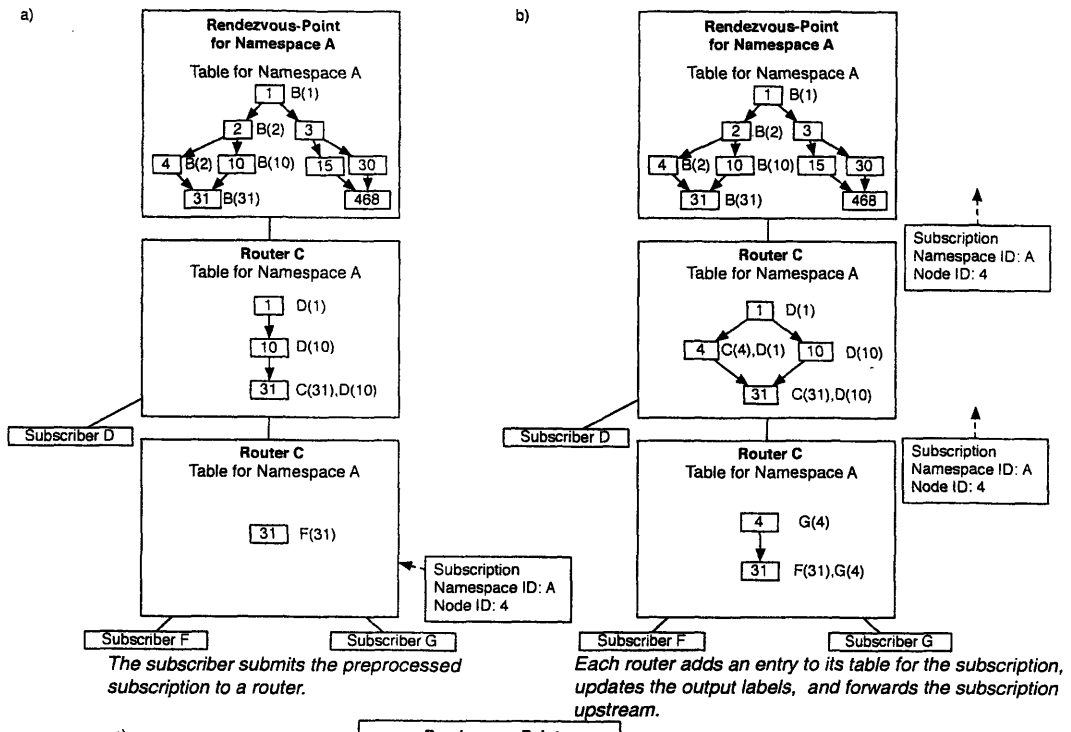 a)
Rendezvous-Point
for Namespace A
Table for Namespace A
1 B(1)
2 B(2) 3
4 B(2) 10 B(10) 15 30
31 B(31) 468
Router C
Table for Namespace A
1 D(1)
10 D(10)
31 C(31),D(10)
Subscriber D
Router C
Table for Namespace A
31 F(31)
Subscription
Namespace ID: A
Node ID: 4
Subscriber F
Subscriber G
The subscriber submits the preprocessed
subscription to a router.
b)
Rendezvous-Point
for Namespace A
Table for Namespace A
1 B(1)
2 B(2) 3
4 B(2) 10 B(10) 15 30
31 B(31) 468
Subscription
Namespace ID: A
Node ID: 4
Router C
Table for Namespace A
1 D(1)
4 C(4),D(1) 10 D(10)
31 C(31),D(10)
Subscriber D
Subscription
Namespace ID: A
Node ID: 4
Router C
Table for Namespace A
4 G(4)
31 F(31),G(4)
Subscriber F
Subscriber G
Each router adds an entry to its table for the subscription,
updates the output labels, and forwards the subscription
upstream.